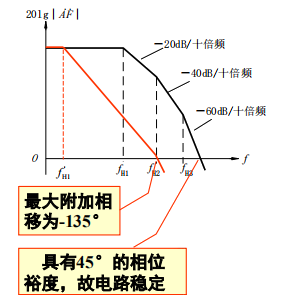 20lg|ȦḞ|
−20dB/十倍频
−40dB/十倍频
−60dB/十倍频
O
f'H1
fH1
fH2
fH3
f
最大附加相
移为-135°
具有45°的相位
裕度，故电路稳定